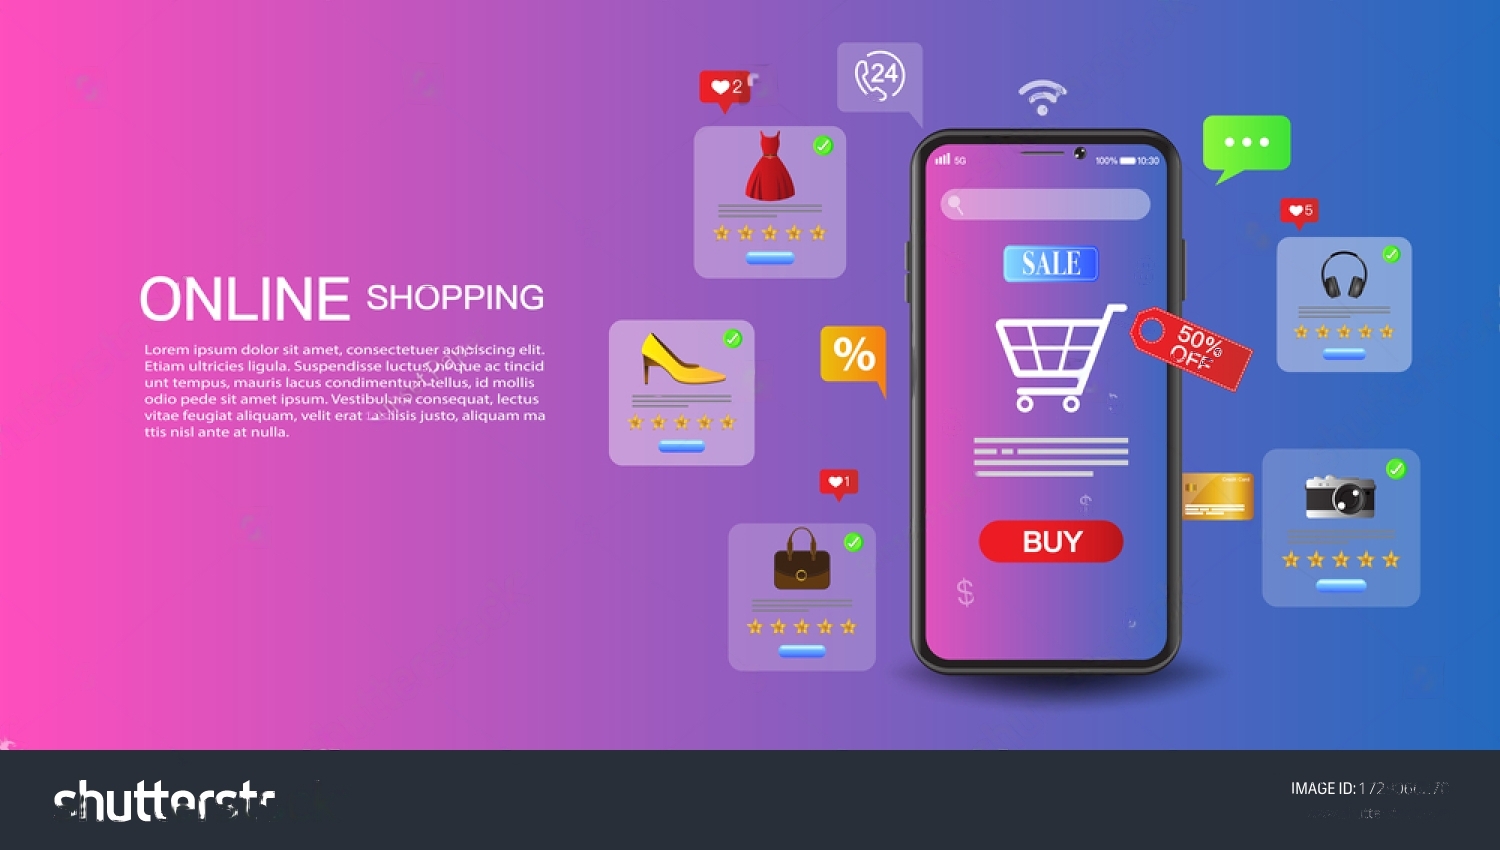 ONLINE SHOPPING
Lorem ipsum dolor sit amet, consectetuer adipiscing elit.
Etiam ultricies ligula. Suspendisse luctus neque ac tincid
unt tempus, mauris lacus condimentum tellus, id mollis
odio pede sit amet ipsum. Vestibulum consequat, lectus
vitae feugiat aliquam, velit erat facilisis justo, aliquam ma
ttis nisl ante at nulla.
2
24
5G
100%
10:30
SALE
50%
OFF
%
5
1
Credit Card
$
BUY
$
shutterstr
IMAGE ID: